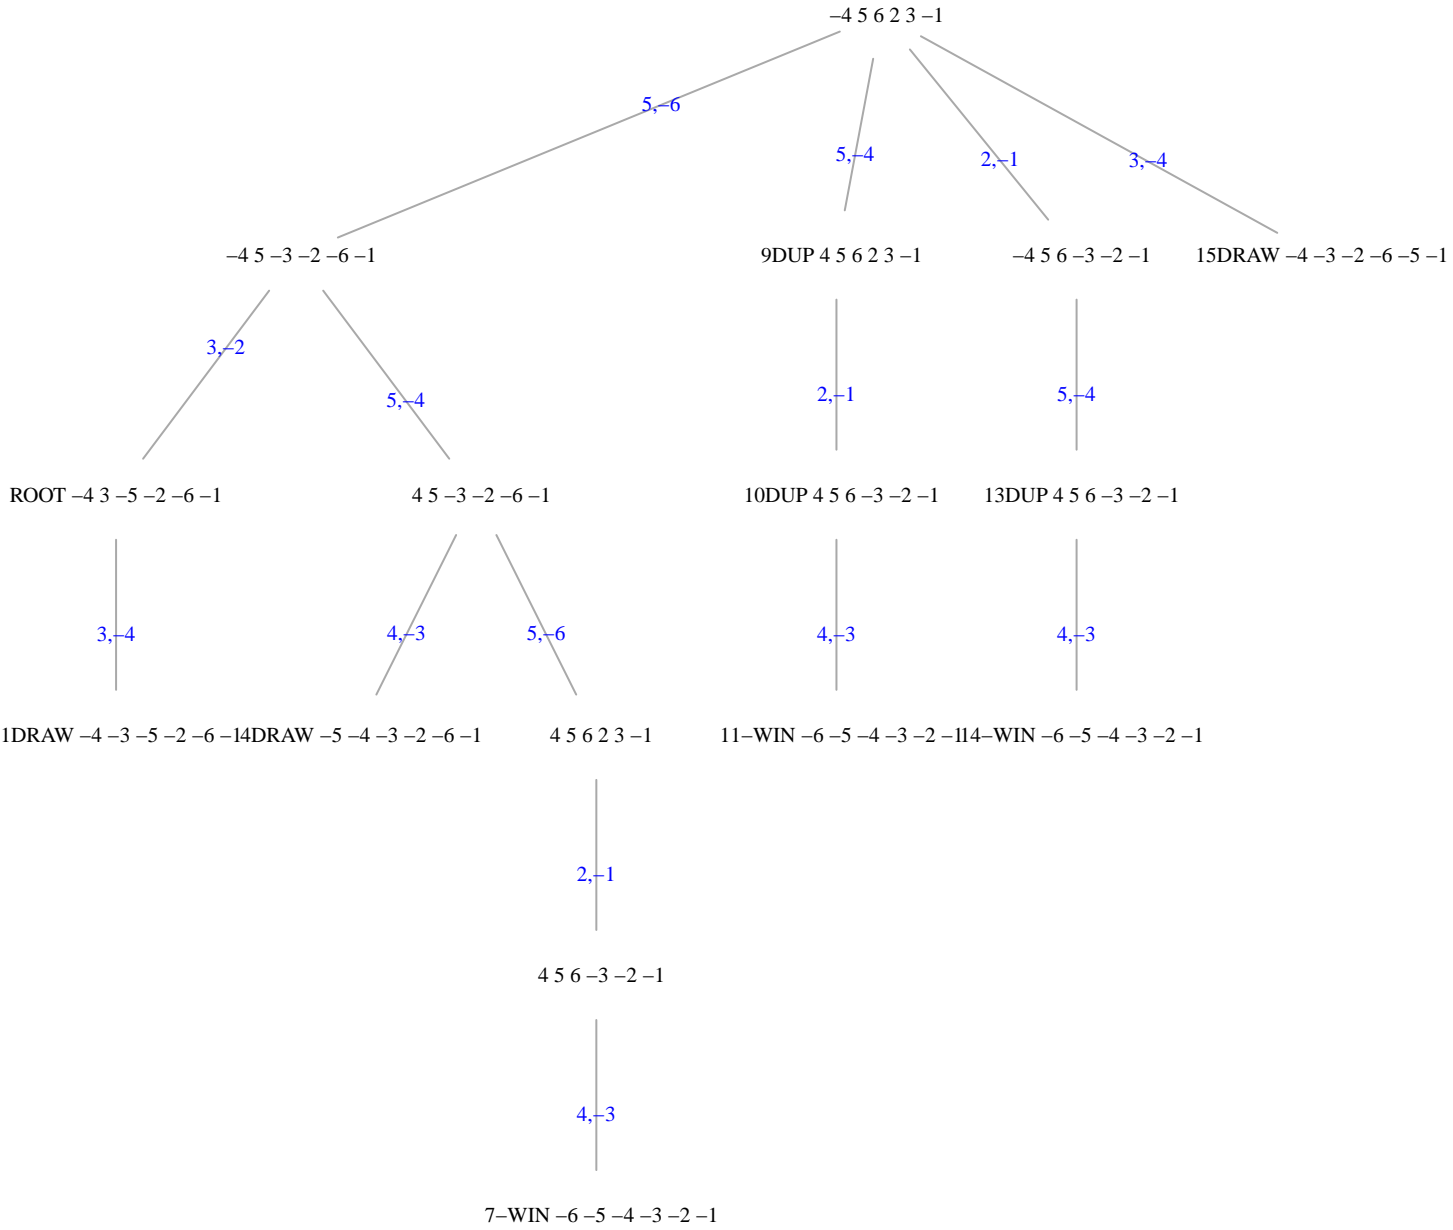 –4 5 6 2 3 –1
5,–6
5,–4
2,–1
3,–4
–4 5 –3 –2 –6 –1
9DUP 4 5 6 2 3 –1
–4 5 6 –3 –2 –1
15DRAW –4 –3 –2 –6 –5 –1
3,–2
5,–4
2,–1
5,–4
ROOT –4 3 –5 –2 –6 –1
4 5 –3 –2 –6 –1
10DUP 4 5 6 –3 –2 –1
13DUP 4 5 6 –3 –2 –1
3,–4
4,–3
5,–6
4,–3
4,–3
1DRAW –4 –3 –5 –2 –6 –1
4DRAW –5 –4 –3 –2 –6 –1
4 5 6 2 3 –1
11–WIN –6 –5 –4 –3 –2 –1
14–WIN –6 –5 –4 –3 –2 –1
2,–1
4 5 6 –3 –2 –1
4,–3
7–WIN –6 –5 –4 –3 –2 –1